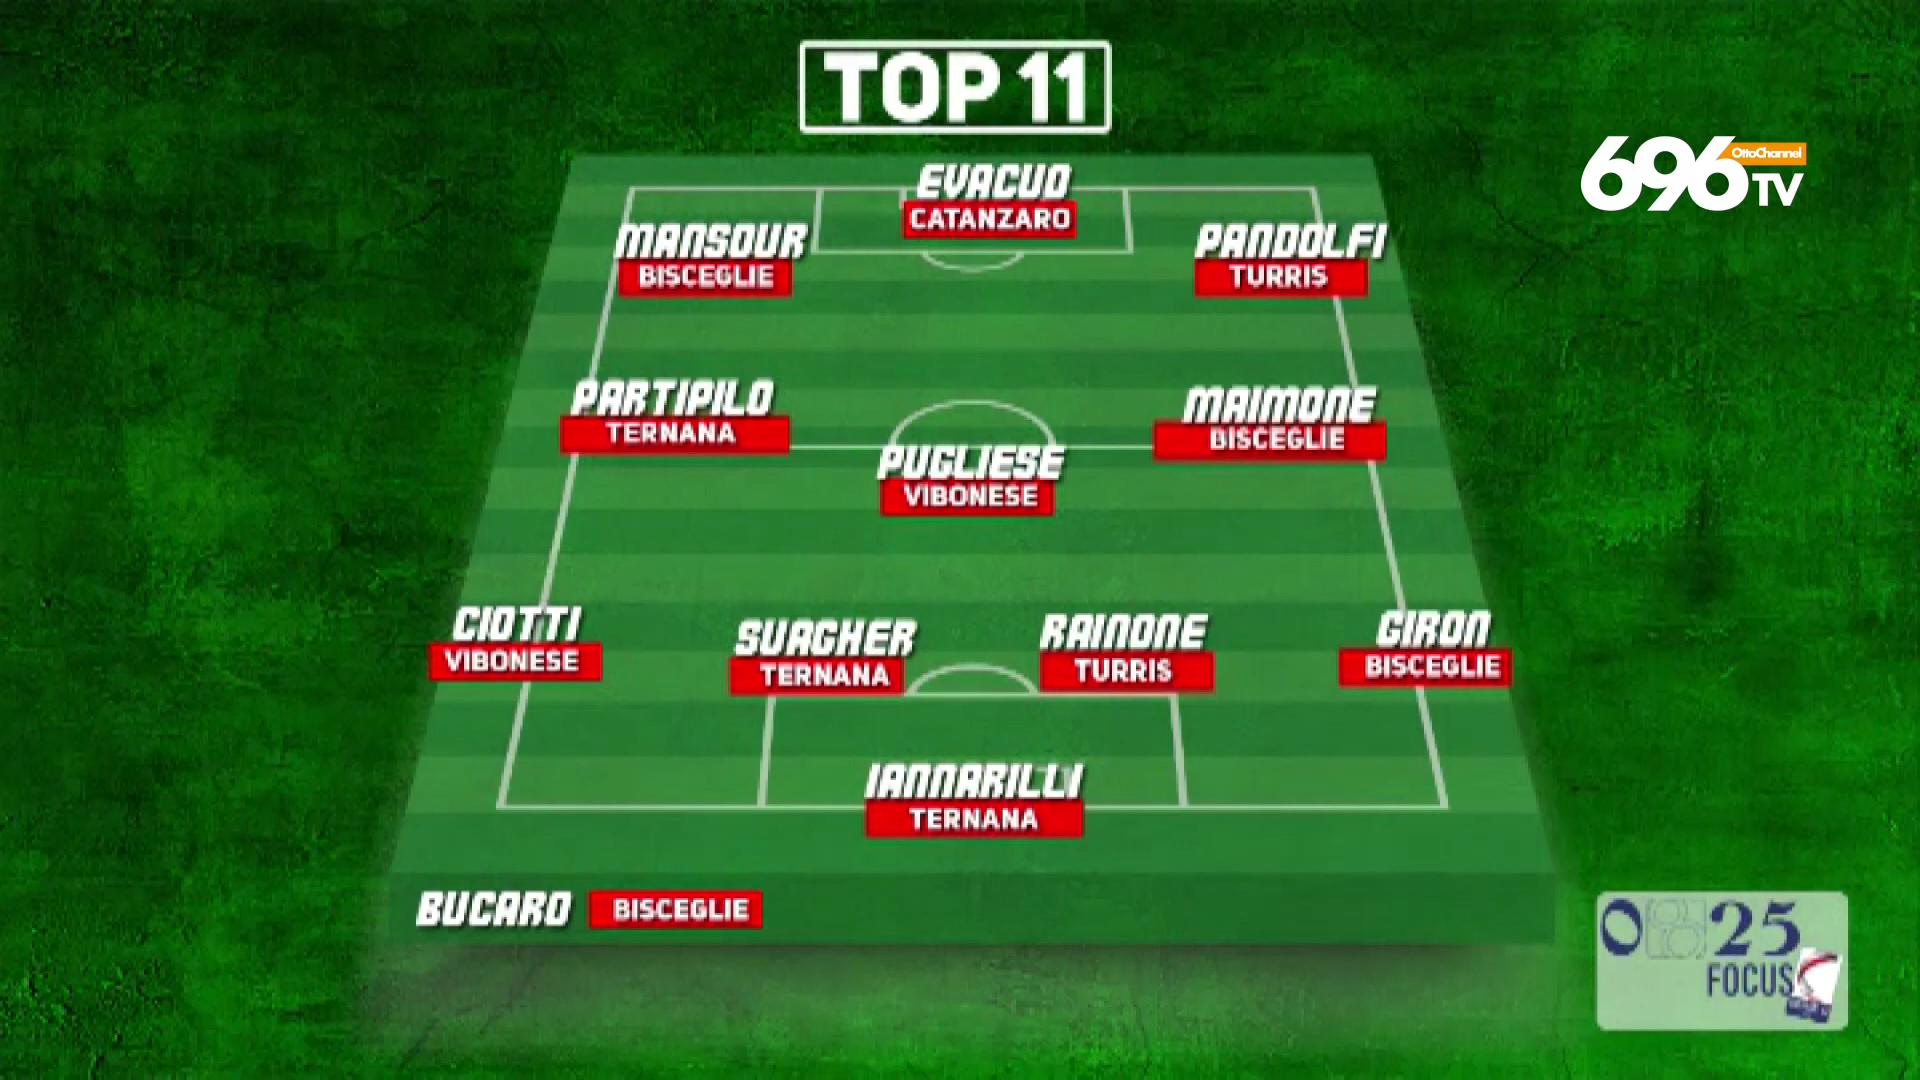 TOP 11
696 TV
OttoChannel
EVACUO
CATANZARO
MANSOUR
BISCEGLIE
PANDOLFI
TURRIS
PARTIPILO
TERNANA
MAIMONE
BISCEGLIE
PUGLIESE
VIBONESE
CIOTTI
VIBONESE
SUAGHER
TERNANA
RAINONE
TURRIS
GIRON
BISCEGLIE
IANNARILLI
TERNANA
BUCARO
BISCEGLIE
0825
FOCUS